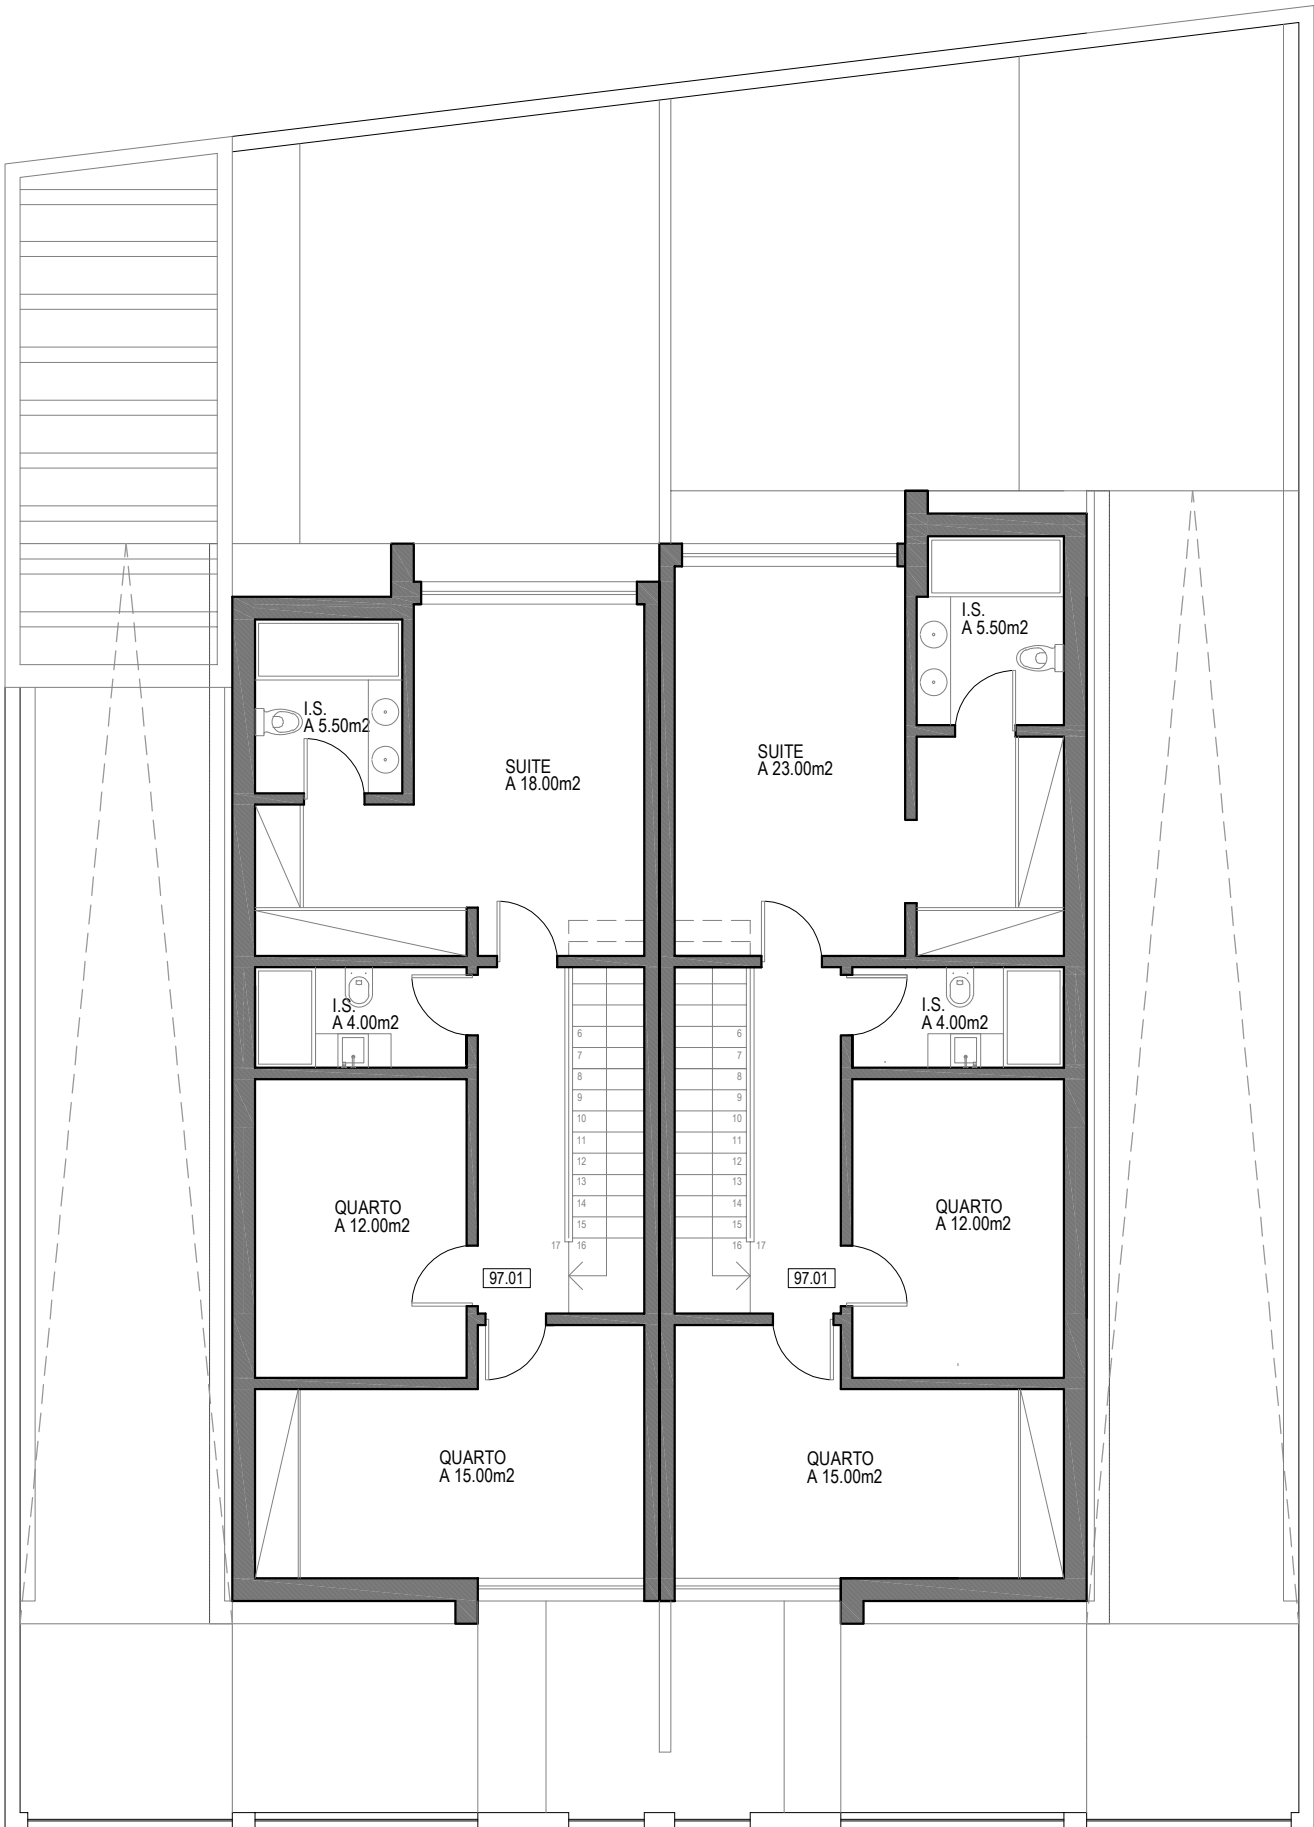 I.S.
A 5.50m2
I.S.
A 5.50m2
SUITE
A 18.00m2
SUITE
A 23.00m2
I.S.
A 4.00m2
I.S.
A 4.00m2
6
7
8
9
10
11
12
13
14
15
17 16
6
7
8
9
10
11
12
13
14
15
16 17
QUARTO
A 12.00m2
QUARTO
A 12.00m2
97.01
97.01
QUARTO
A 15.00m2
QUARTO
A 15.00m2